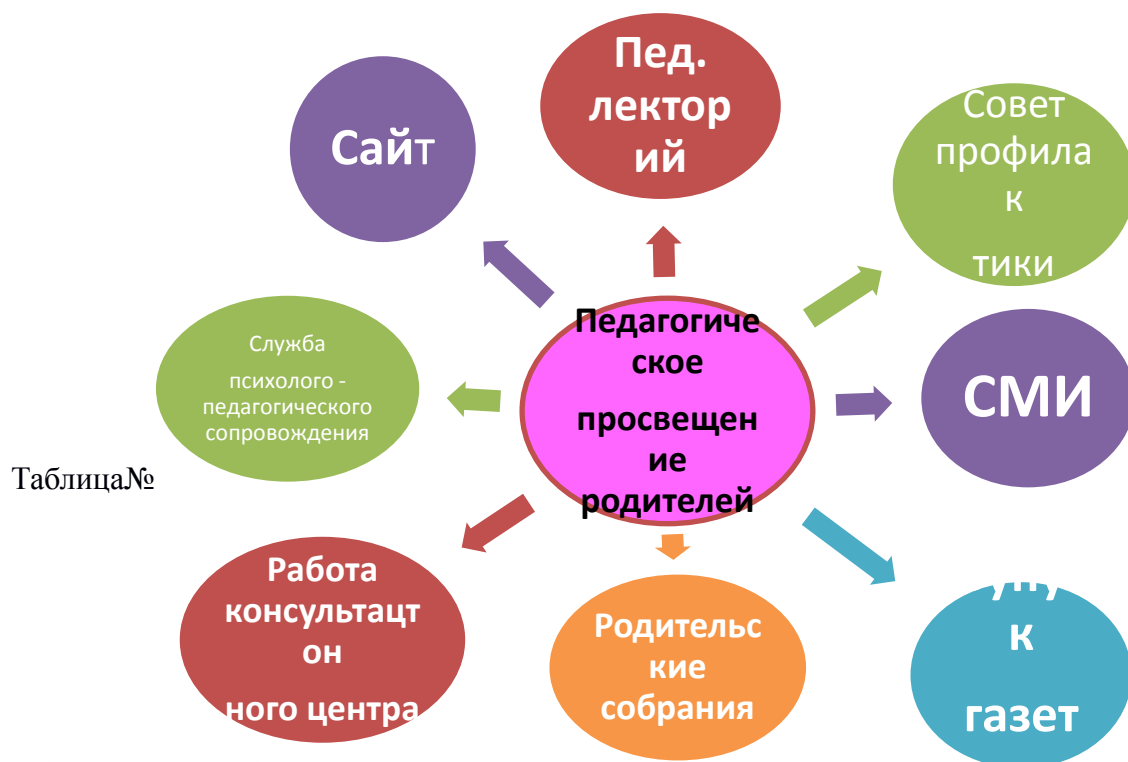 Пед.
лектор
ий
Сайт
Совет
профила
к
тики
Педагогиче
ское
просвещен
ие
родителей
СМИ
Служба
психолого -
педагогического
сопровождения
Таблица№
Работа
консультацт
он
ного центра
Родительс
кие
собрания
к
газет